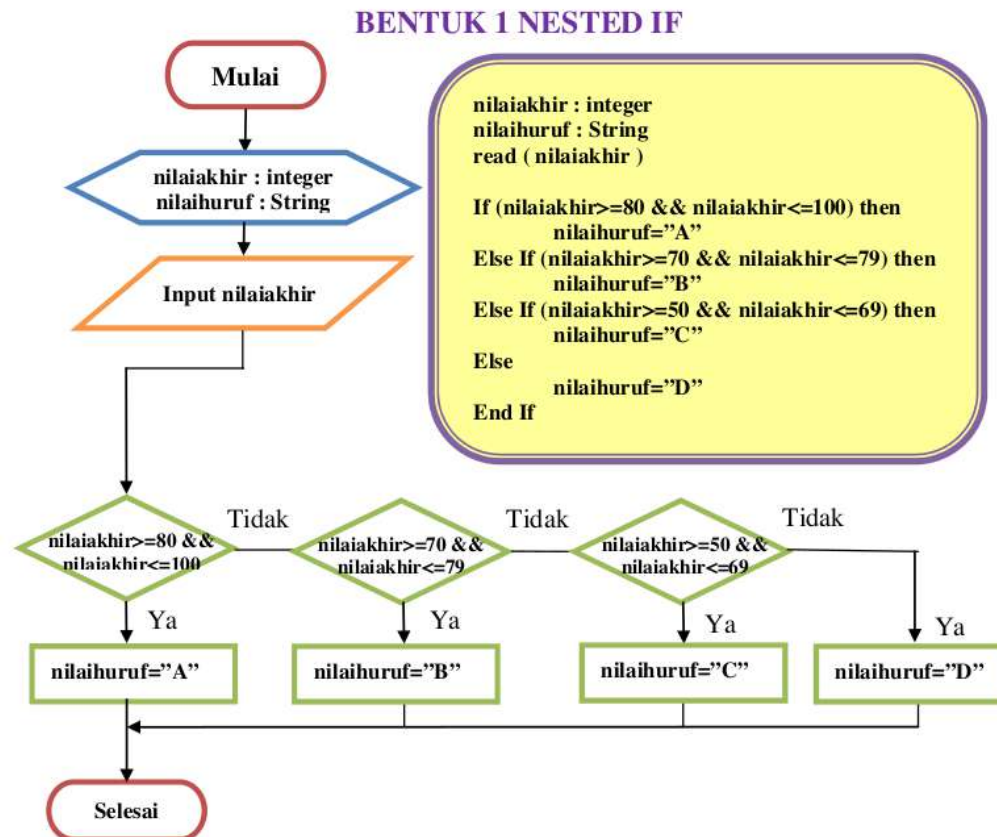 BENTUK 1 NESTED IF
Mulai
nilaiakhir : integer
nilaihuruf : String
Input nilaiakhir
nilaiakhir : integer
nilaihuruf : String
read ( nilaiakhir )
If (nilaiakhir>=80 && nilaiakhir<=100) then
nilaihuruf=”A”
Else If (nilaiakhir>=70 && nilaiakhir<=79) then
nilaihuruf=”B”
Else If (nilaiakhir>=50 && nilaiakhir<=69) then
nilaihuruf=”C”
Else
nilaihuruf=”D”
End If
nilaiakhir>=80 &&
nilaiakhir<=100
Tidak
nilaiakhir>=70 &&
nilaiakhir<=79
Tidak
nilaiakhir>=50 &&
nilaiakhir<=69
Tidak
Ya
Ya
Ya
Ya
nilaihuruf=”A”
nilaihuruf=”B”
nilaihuruf=”C”
nilaihuruf=”D”
Selesai